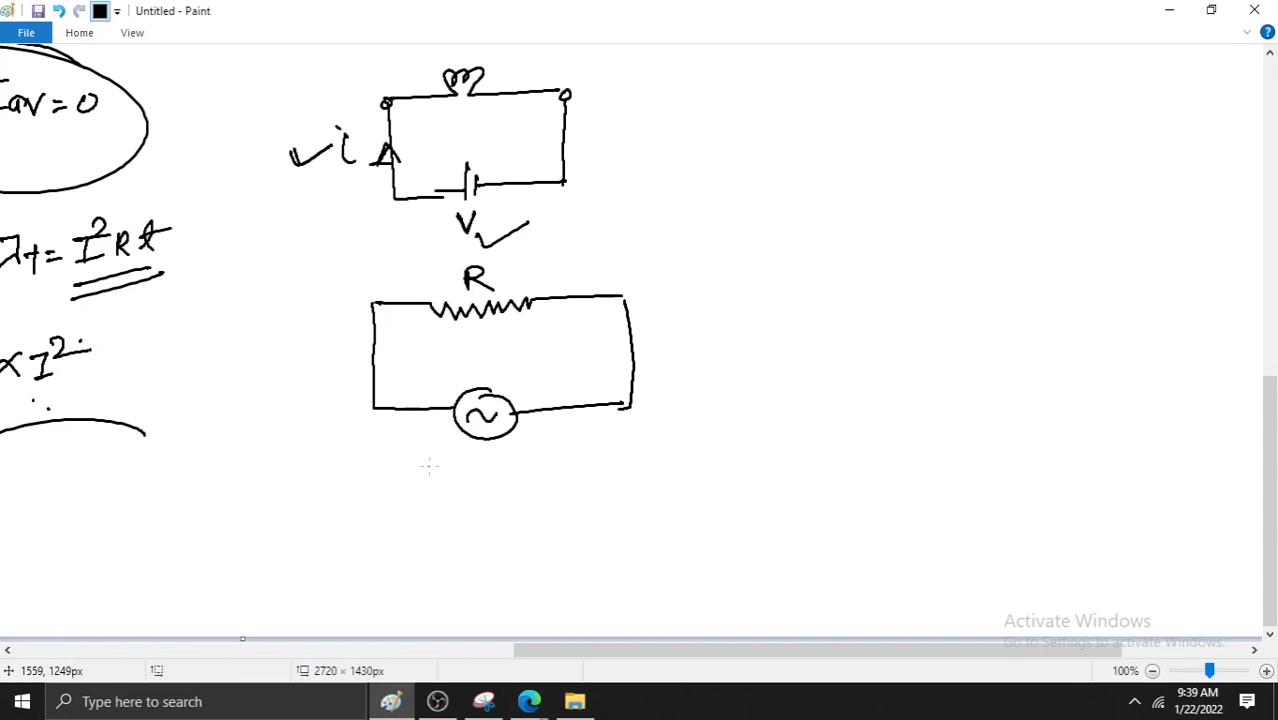 Untitled - Paint
File Home View
av = 0
✓ i
V ✓
λt = I²Rt
R
∝ I²
~
Activate Windows
Go to Settings to activate Windows.
1559, 1249px
2720 × 1430px
100%
Type here to search
9:39 AM
1/22/2022